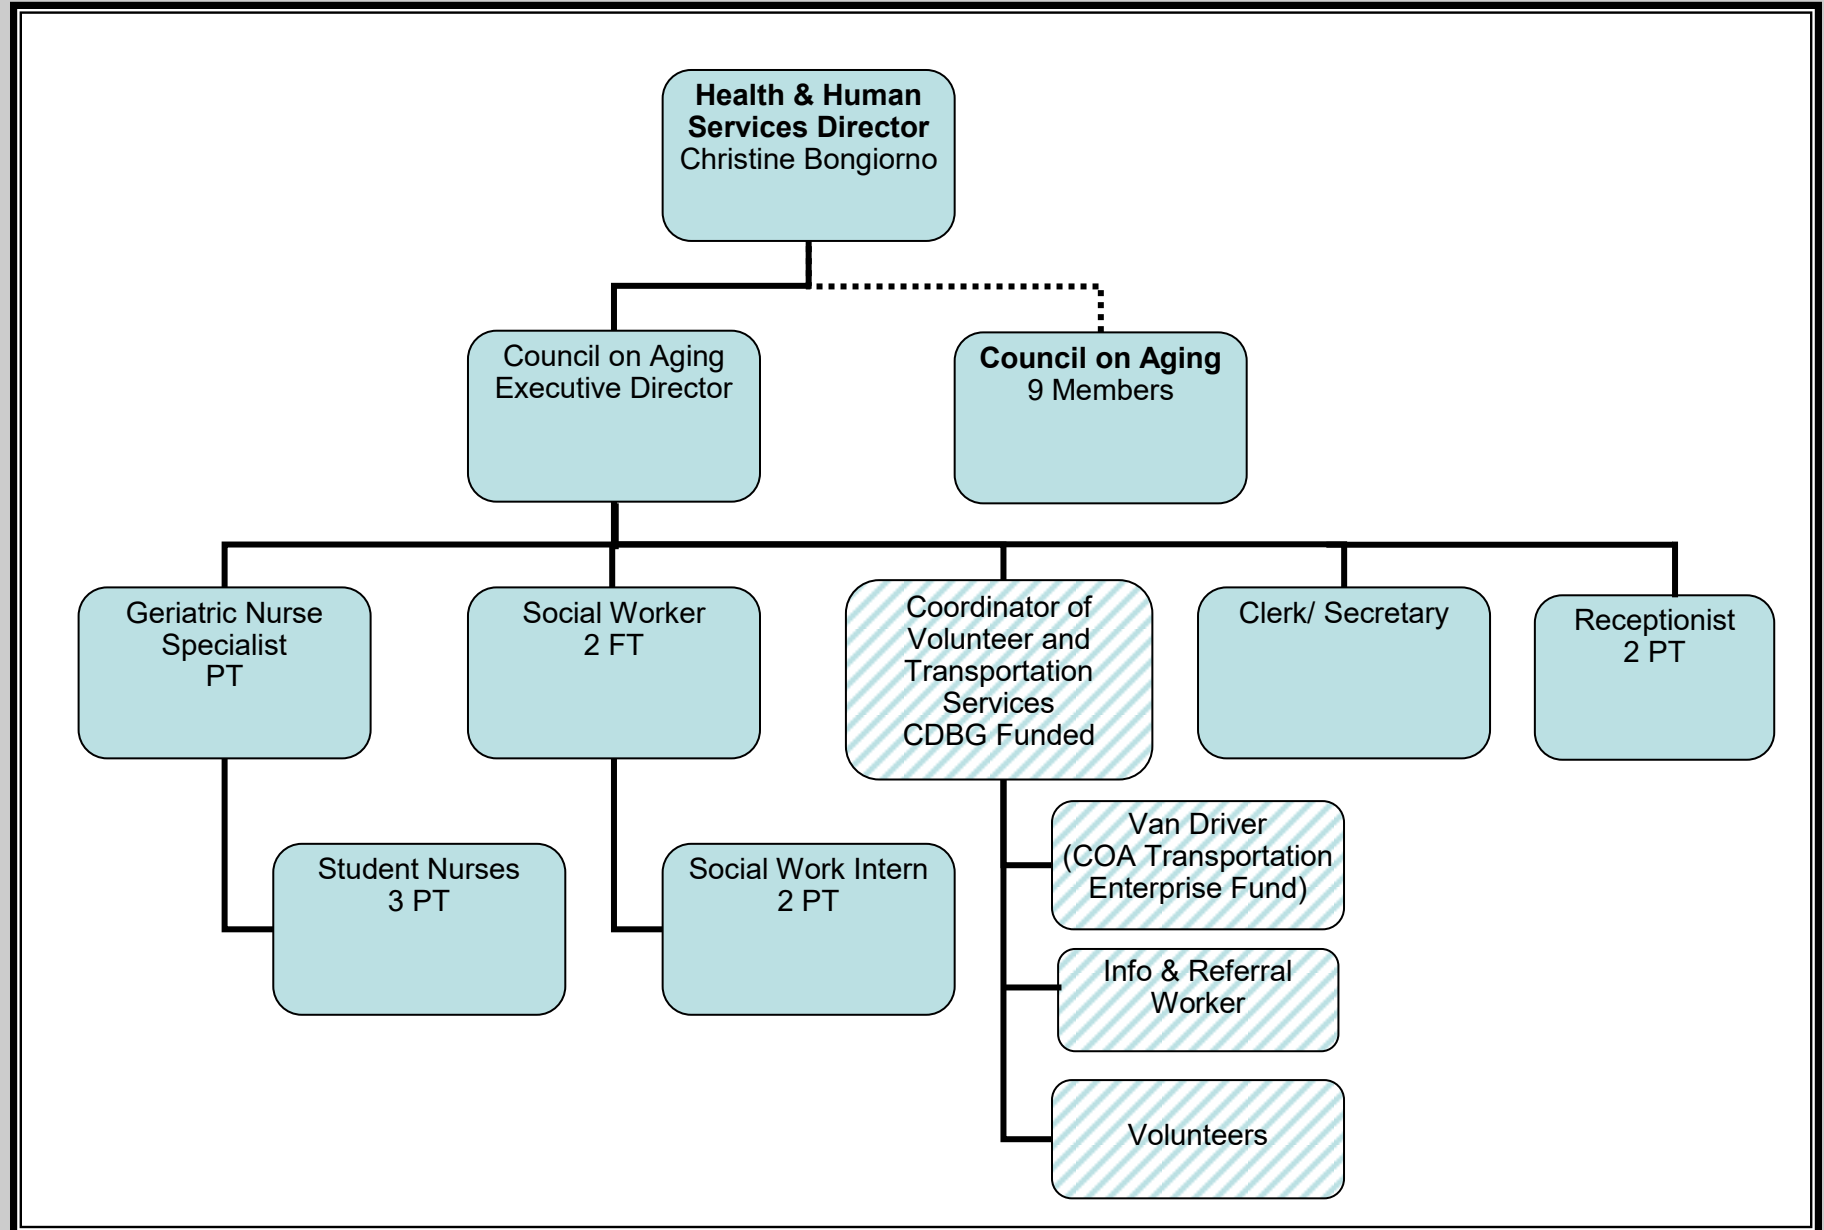 Health & Human
Services Director
Christine Bongiorno
Council on Aging
Executive Director
Council on Aging
9 Members
Geriatric Nurse
Specialist
PT
Social Worker
2 FT
Coordinator of
Volunteer and
Transportation
Services
CDBG Funded
Clerk/ Secretary
Receptionist
2 PT
Student Nurses
3 PT
Social Work Intern
2 PT
Van Driver
(COA Transportation
Enterprise Fund)
Info & Referral
Worker
Volunteers